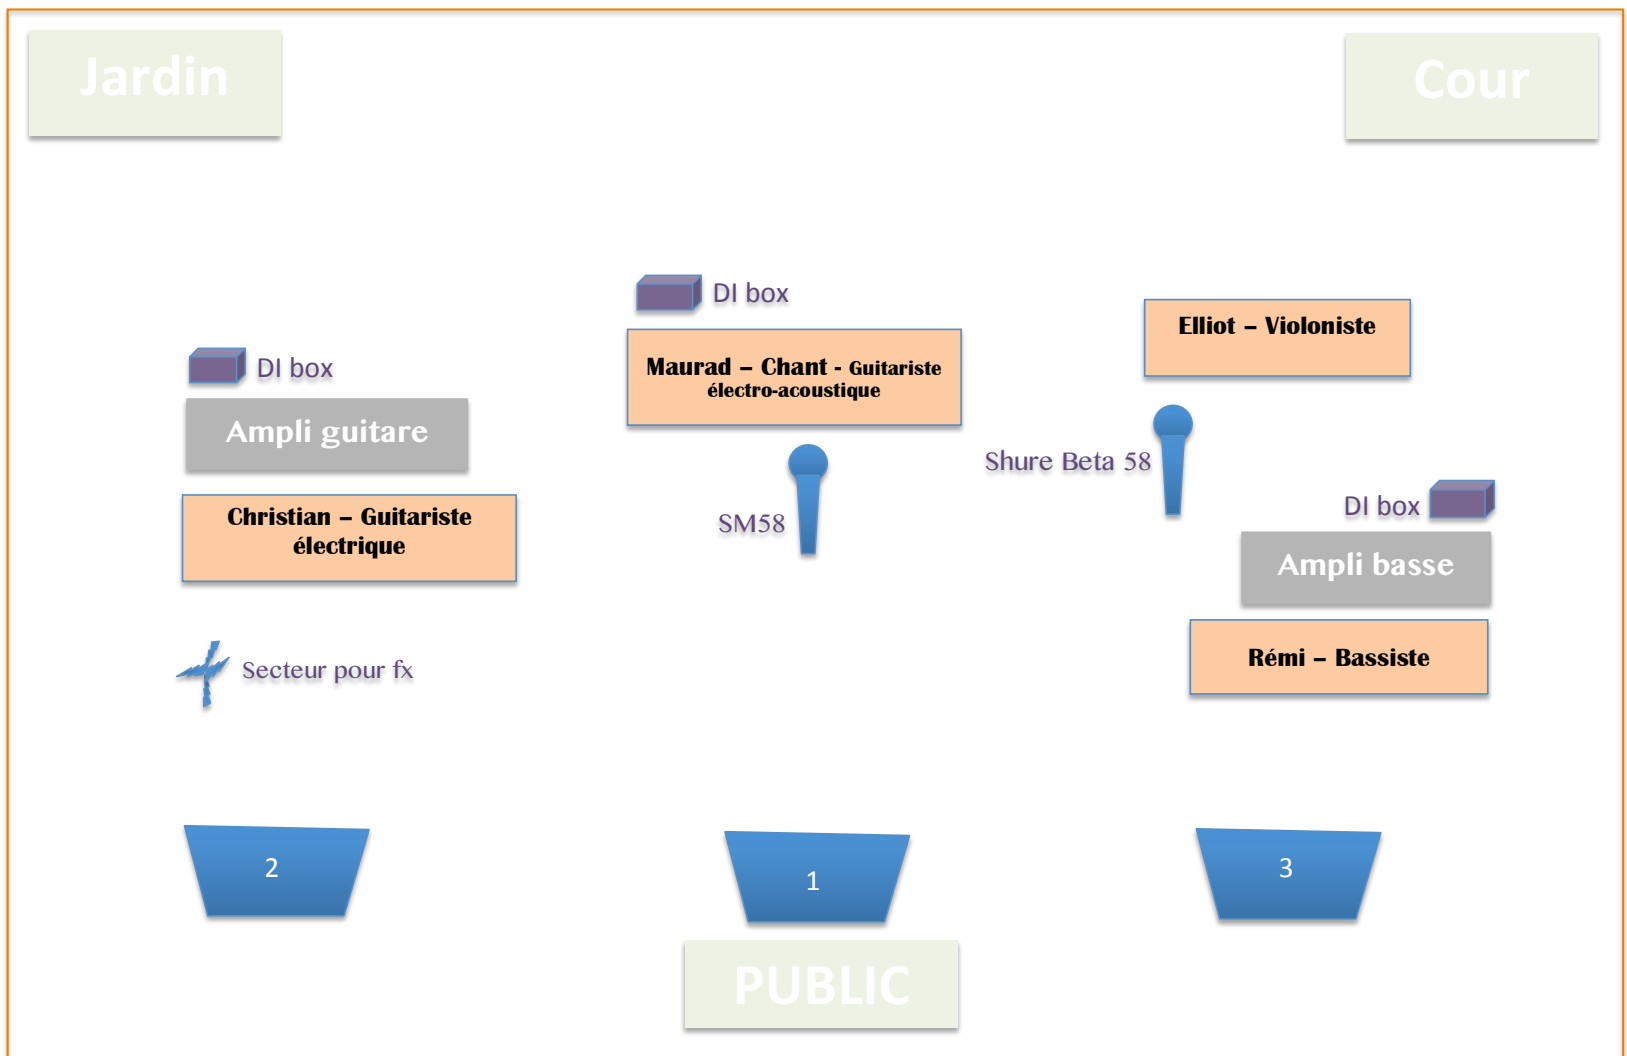 Jardin
Cour
DI box
Elliot – Violoniste
DI box
Maurad – Chant - Guitariste
électro-acoustique
Ampli guitare
Shure Beta 58
DI box
SM58
Christian – Guitariste
électrique
Ampli basse
Secteur pour fx
Rémi – Bassiste
2
1
3
PUBLIC